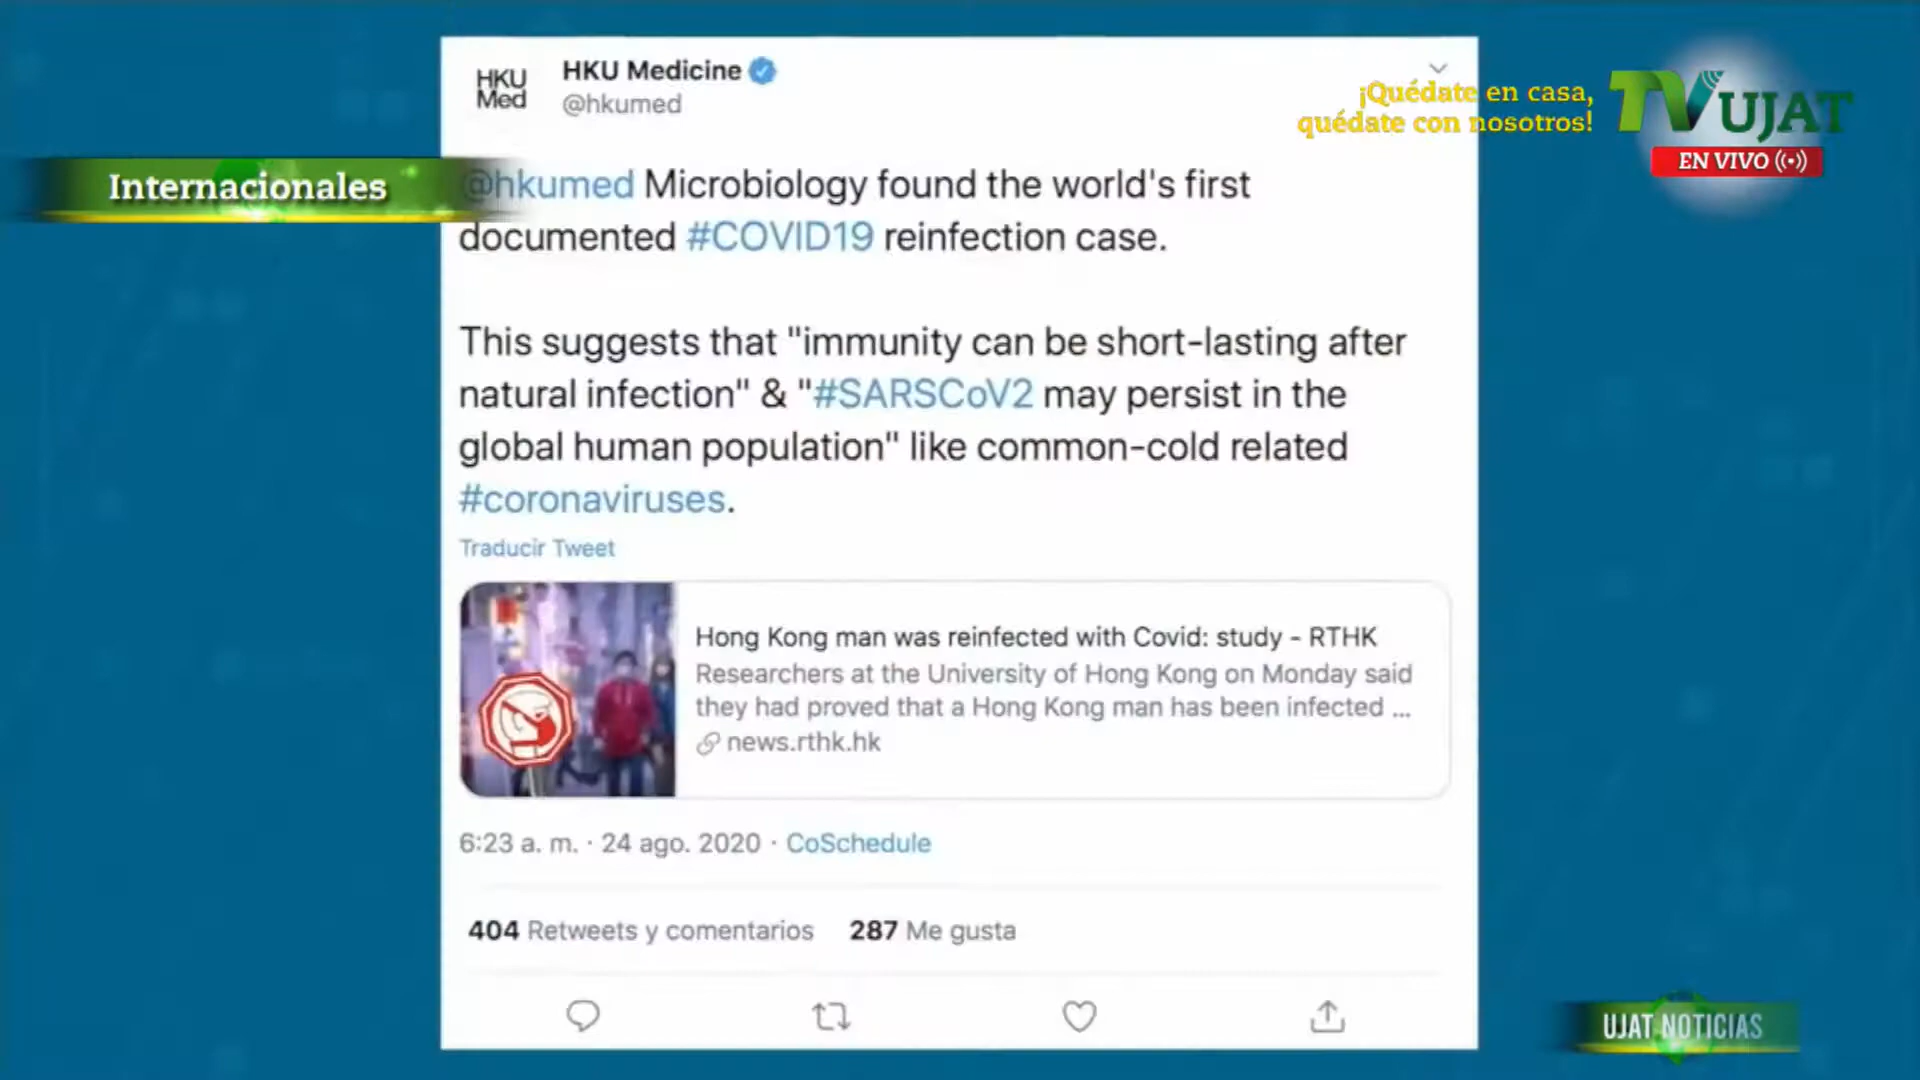 HKU
Med
HKU Medicine
@hkumed
¡Quédate en casa,
quédate con nosotros!
TV UJAT
EN VIVO
Internacionales
@hkumed Microbiology found the world's first
documented #COVID19 reinfection case.
This suggests that "immunity can be short-lasting after
natural infection" & "#SARSCoV2 may persist in the
global human population" like common-cold related
#coronaviruses.
Traducir Tweet
Hong Kong man was reinfected with Covid: study - RTHK
Researchers at the University of Hong Kong on Monday said
they had proved that a Hong Kong man has been infected ...
news.rthk.hk
6:23 a. m. · 24 ago. 2020 · CoSchedule
404 Retweets y comentarios 287 Me gusta
UJAT NOTICIAS